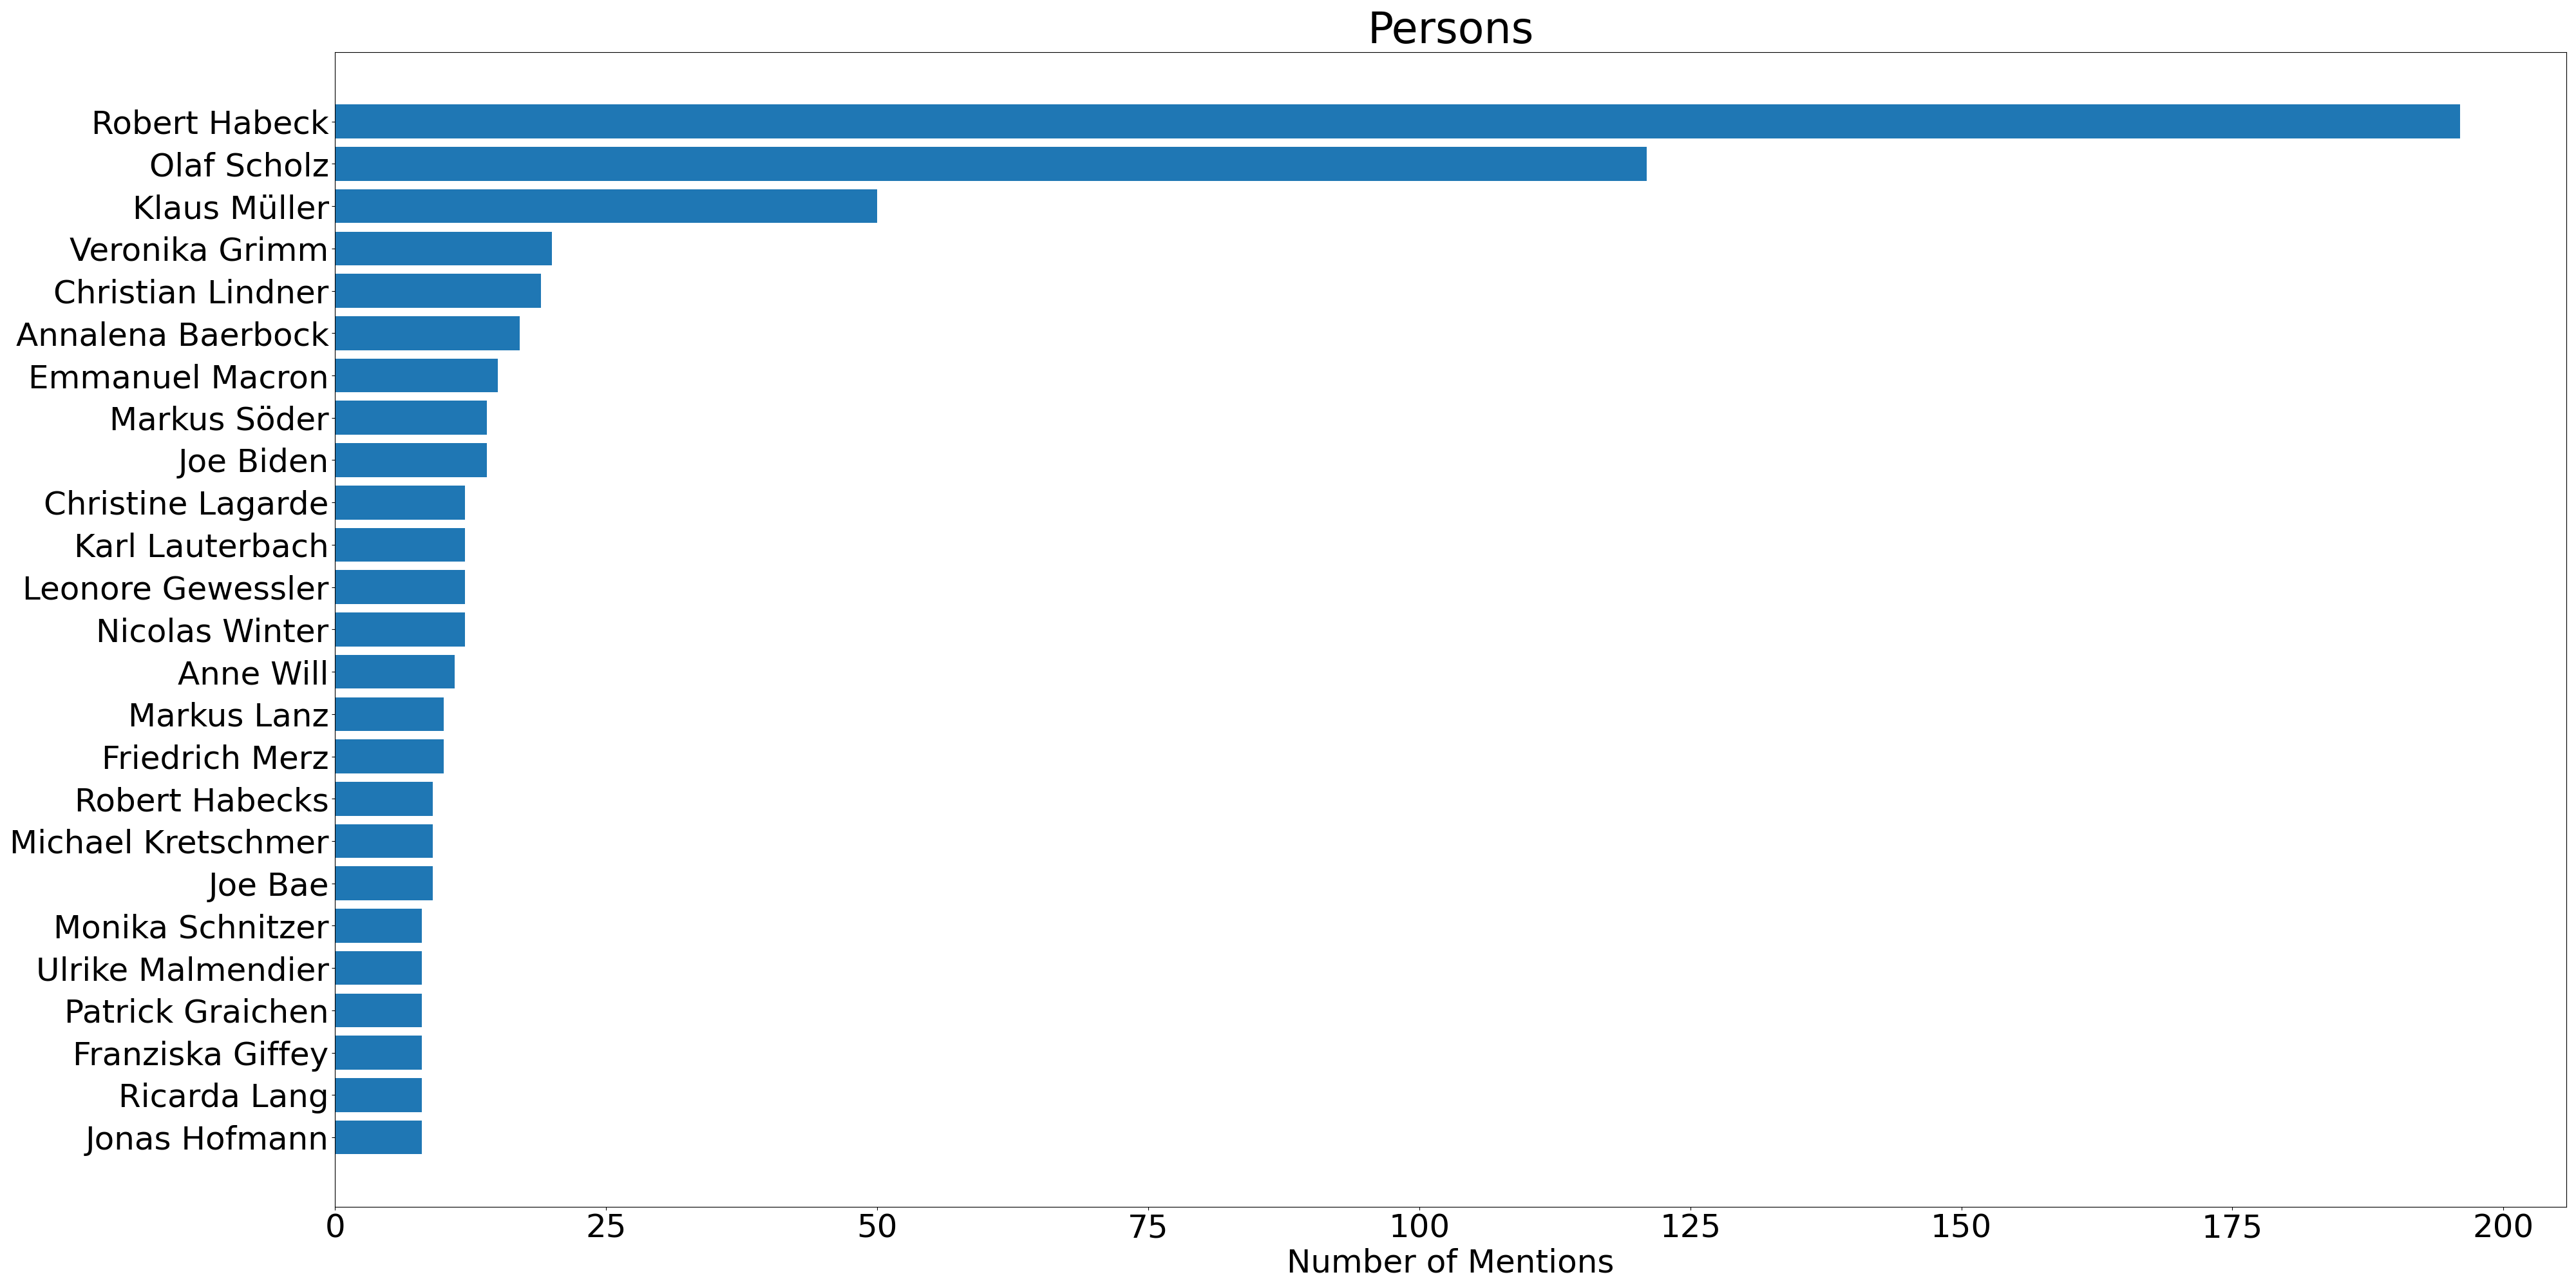 Persons
Robert Habeck
Olaf Scholz
Klaus Müller
Veronika Grimm
Christian Lindner
Annalena Baerbock
Emmanuel Macron
Markus Söder
Joe Biden
Christine Lagarde
Karl Lauterbach
Leonore Gewessler
Nicolas Winter
Anne Will
Markus Lanz
Friedrich Merz
Robert Habecks
Michael Kretschmer
Joe Bae
Monika Schnitzer
Ulrike Malmendier
Patrick Graichen
Franziska Giffey
Ricarda Lang
Jonas Hofmann
0 25 50 75 100 125 150 175 200
Number of Mentions